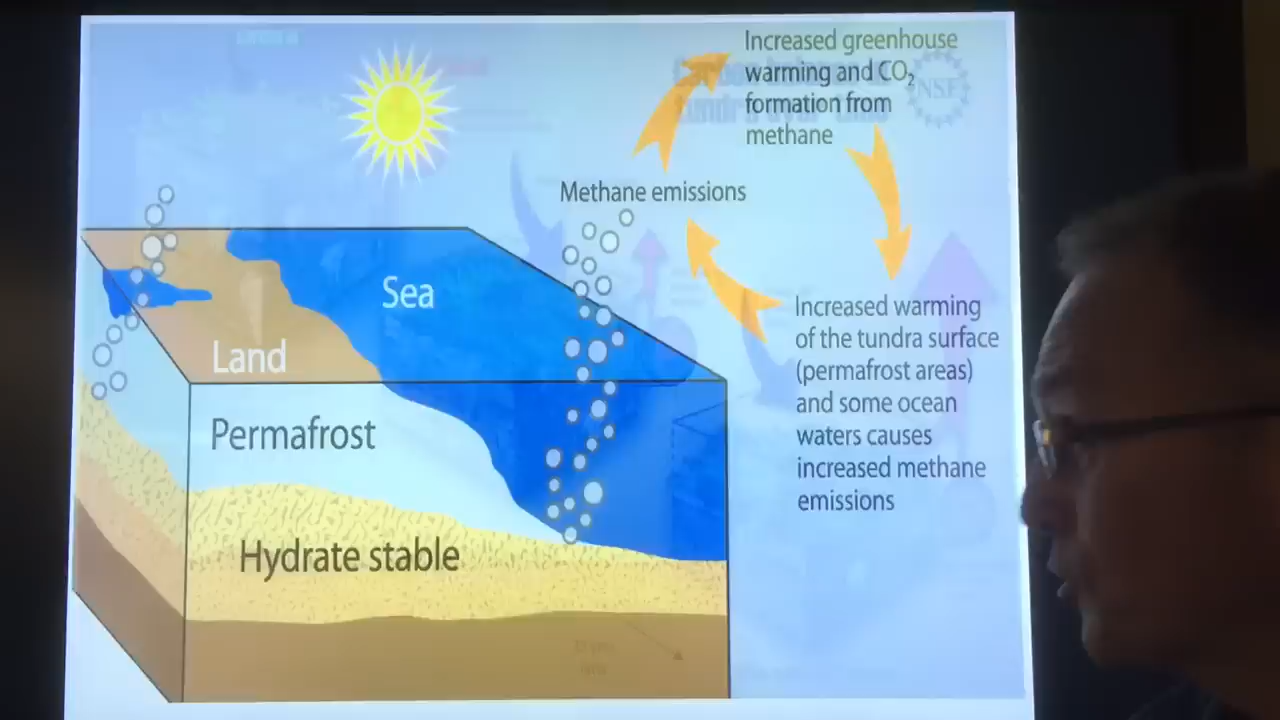 Increased greenhouse
warming and CO₂
formation from
methane
NSF
Methane emissions
Sea
Land
Increased warming
of the tundra surface
(permafrost areas)
and some ocean
waters causes
increased methane
emissions
Permafrost
Hydrate stable